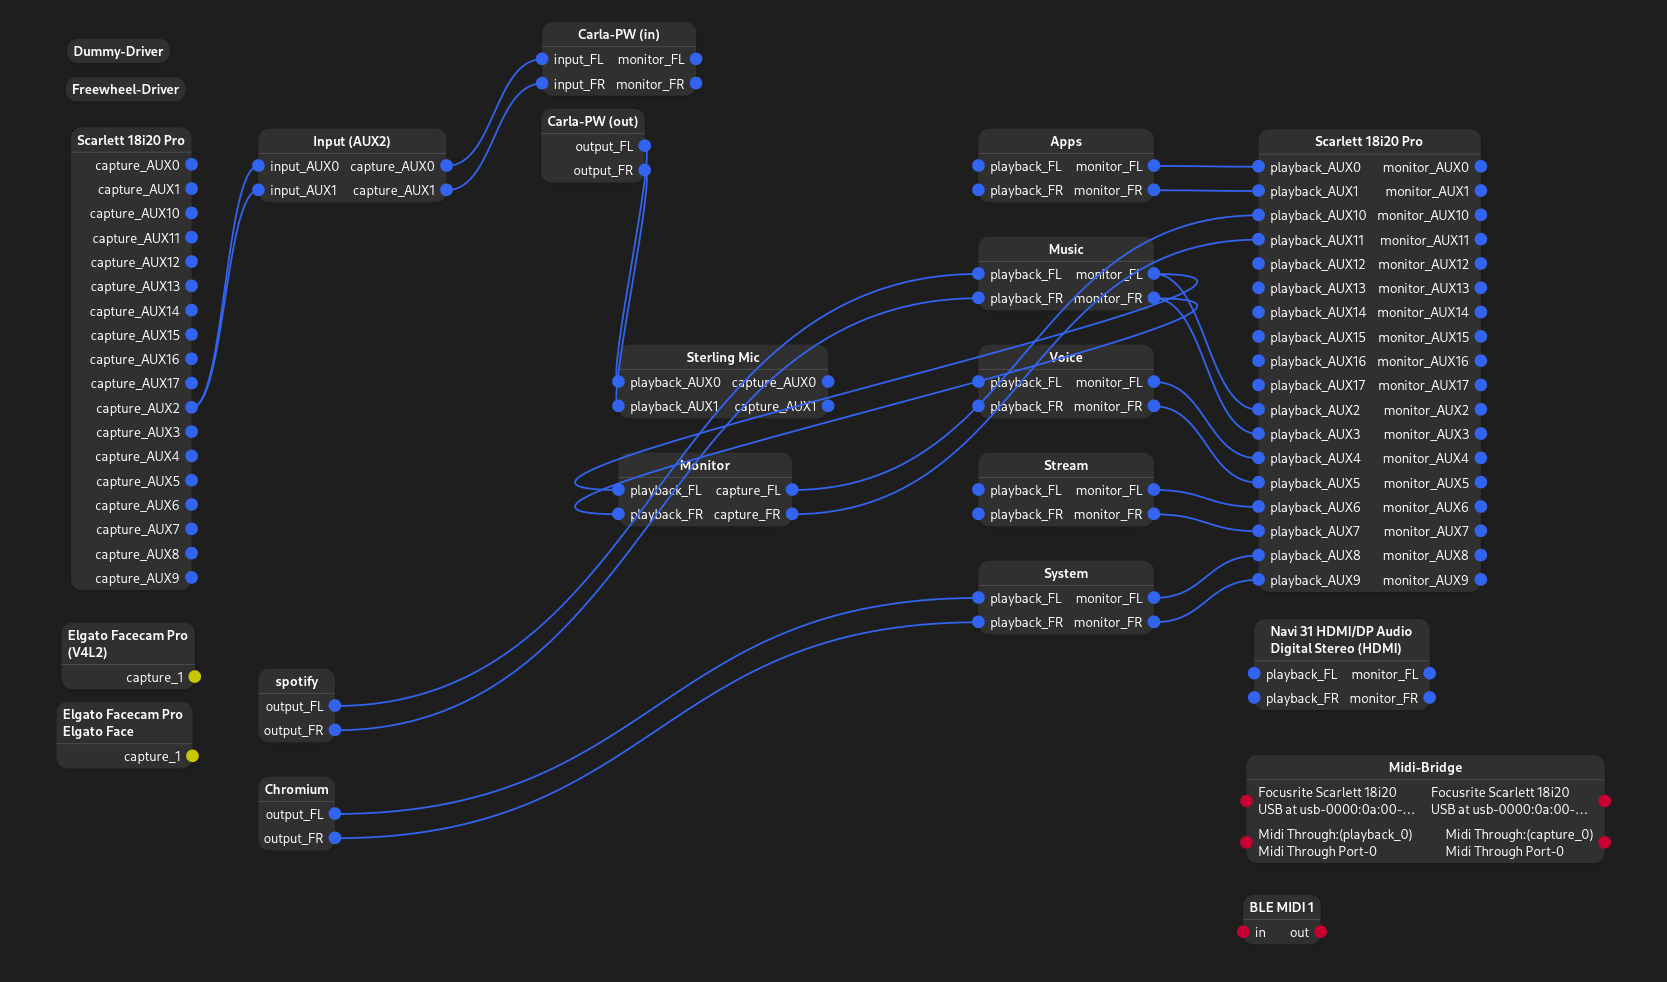 Dummy-Driver
Freewheel-Driver
Scarlett 18i20 Pro
capture_AUX0
capture_AUX1
capture_AUX10
capture_AUX11
capture_AUX12
capture_AUX13
capture_AUX14
capture_AUX15
capture_AUX16
capture_AUX17
capture_AUX2
capture_AUX3
capture_AUX4
capture_AUX5
capture_AUX6
capture_AUX7
capture_AUX8
capture_AUX9
Elgato Facecam Pro
(V4L2)
capture_1
Elgato Facecam Pro
Elgato Face
capture_1
Input (AUX2)
input_AUX0 capture_AUX0
input_AUX1 capture_AUX1
spotify
output_FL
output_FR
Chromium
output_FL
output_FR
Carla-PW (in)
input_FL monitor_FL
input_FR monitor_FR
Carla-PW (out)
output_FL
output_FR
Sterling Mic
playback_AUX0 capture_AUX0
playback_AUX1 capture_AUX1
Monitor
playback_FL capture_FL
playback_FR capture_FR
Apps
playback_FL monitor_FL
playback_FR monitor_FR
Music
playback_FL monitor_FL
playback_FR monitor_FR
Voice
playback_FL monitor_FL
playback_FR monitor_FR
Stream
playback_FL monitor_FL
playback_FR monitor_FR
System
playback_FL monitor_FL
playback_FR monitor_FR
Scarlett 18i20 Pro
playback_AUX0 monitor_AUX0
playback_AUX1 monitor_AUX1
playback_AUX10 monitor_AUX10
playback_AUX11 monitor_AUX11
playback_AUX12 monitor_AUX12
playback_AUX13 monitor_AUX13
playback_AUX14 monitor_AUX14
playback_AUX15 monitor_AUX15
playback_AUX16 monitor_AUX16
playback_AUX17 monitor_AUX17
playback_AUX2 monitor_AUX2
playback_AUX3 monitor_AUX3
playback_AUX4 monitor_AUX4
playback_AUX5 monitor_AUX5
playback_AUX6 monitor_AUX6
playback_AUX7 monitor_AUX7
playback_AUX8 monitor_AUX8
playback_AUX9 monitor_AUX9
Navi 31 HDMI/DP Audio
Digital Stereo (HDMI)
playback_FL monitor_FL
playback_FR monitor_FR
Midi-Bridge
Focusrite Scarlett 18i20 Focusrite Scarlett 18i20
USB at usb-0000:0a:00-... USB at usb-0000:0a:00-...
Midi Through:(playback_0) Midi Through:(capture_0)
Midi Through Port-0 Midi Through Port-0
BLE MIDI 1
in out